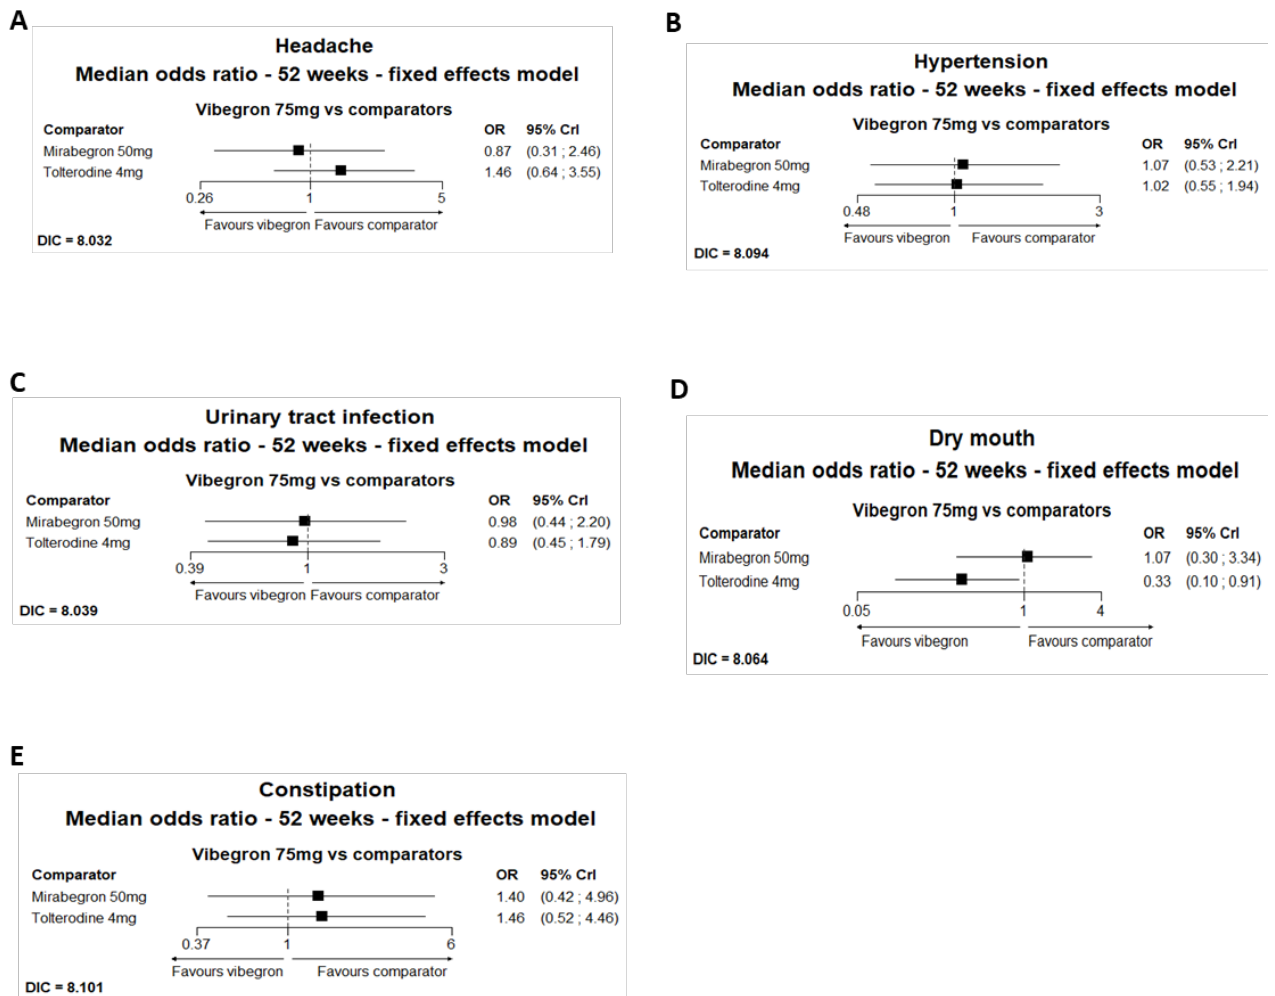 A
Headache
Median odds ratio - 52 weeks - fixed effects model
Vibegron 75mg vs comparators
Comparator OR 95% Crl
Mirabegron 50mg 0.87 (0.31 ; 2.46)
Tolterodine 4mg 1.46 (0.64 ; 3.55)
0.26 1 5
Favours vibegron Favours comparator
DIC = 8.032
B
Hypertension
Median odds ratio - 52 weeks - fixed effects model
Vibegron 75mg vs comparators
Comparator OR 95% Crl
Mirabegron 50mg 1.07 (0.53 ; 2.21)
Tolterodine 4mg 1.02 (0.55 ; 1.94)
0.48 1 3
Favours vibegron Favours comparator
DIC = 8.094
C
Urinary tract infection
Median odds ratio - 52 weeks - fixed effects model
Vibegron 75mg vs comparators
Comparator OR 95% Crl
Mirabegron 50mg 0.98 (0.44 ; 2.20)
Tolterodine 4mg 0.89 (0.45 ; 1.79)
0.39 1 3
Favours vibegron Favours comparator
DIC = 8.039
D
Dry mouth
Median odds ratio - 52 weeks - fixed effects model
Vibegron 75mg vs comparators
Comparator OR 95% Crl
Mirabegron 50mg 1.07 (0.30 ; 3.34)
Tolterodine 4mg 0.33 (0.10 ; 0.91)
0.05 1 4
Favours vibegron Favours comparator
DIC = 8.064
E
Constipation
Median odds ratio - 52 weeks - fixed effects model
Vibegron 75mg vs comparators
Comparator OR 95% Crl
Mirabegron 50mg 1.40 (0.42 ; 4.96)
Tolterodine 4mg 1.46 (0.52 ; 4.46)
0.37 1 6
Favours vibegron Favours comparator
DIC = 8.101